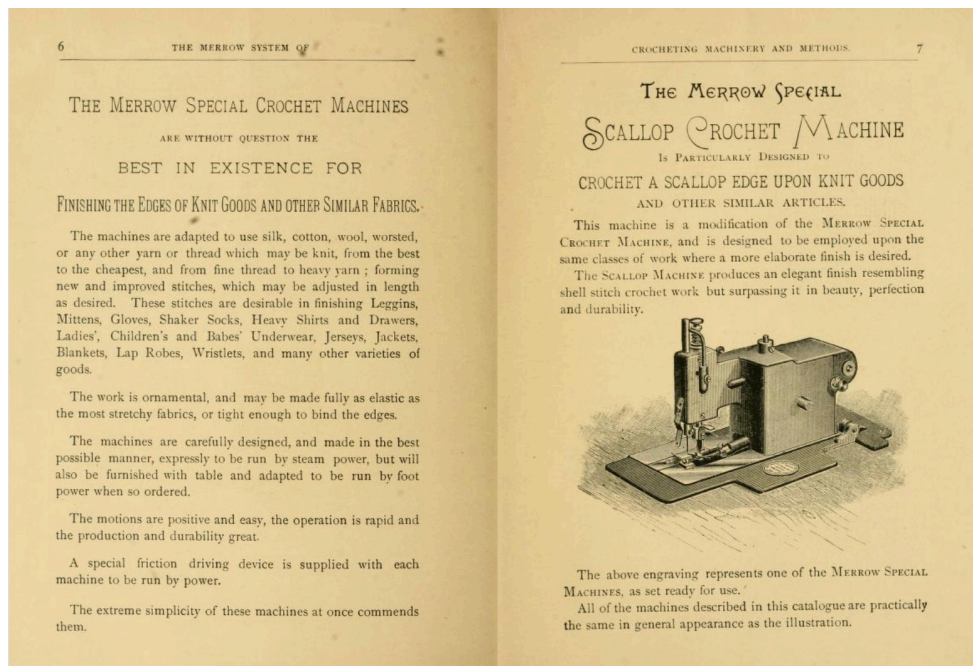 6
THE MERROW SYSTEM OF
THE MERROW SPECIAL CROCHET MACHINES
ARE WITHOUT QUESTION THE
BEST IN EXISTENCE FOR
FINISHING THE EDGES OF KNIT GOODS AND OTHER SIMILAR FABRICS.
The machines are adapted to use silk, cotton, wool, worsted,
or any other yarn or thread which may be knit, from the best
to the cheapest, and from fine thread to heavy yarn ; forming
new and improved stitches, which may be adjusted in length
as desired. These stitches are desirable in finishing Leggins,
Mittens, Gloves, Shaker Socks, Heavy Shirts and Drawers,
Ladies', Children's and Babes' Underwear, Jerseys, Jackets,
Blankets, Lap Robes, Wristlets, and many other varieties of
goods.
The work is ornamental, and may be made fully as elastic as
the most stretchy fabrics, or tight enough to bind the edges.
The machines are carefully designed, and made in the best
possible manner, expressly to be run by steam power, but will
also be furnished with table and adapted to be run by foot
power when so ordered.
The motions are positive and easy, the operation is rapid and
the production and durability great.
A special friction driving device is supplied with each
machine to be run by power.
The extreme simplicity of these machines at once commends
them.
CROCHETING MACHINERY AND METHODS.
7
THE MERROW SPECIAL
SCALLOP CROCHET MACHINE
IS PARTICULARLY DESIGNED TO
CROCHET A SCALLOP EDGE UPON KNIT GOODS
AND OTHER SIMILAR ARTICLES.
This machine is a modification of the MERROW SPECIAL
CROCHET MACHINE, and is designed to be employed upon the
same classes of work where a more elaborate finish is desired.
The SCALLOP MACHINE produces an elegant finish resembling
shell stitch crochet work but surpassing it in beauty, perfection
and durability.
The above engraving represents one of the MERROW SPECIAL
MACHINES, as set ready for use.
All of the machines described in this catalogue are practically
the same in general appearance as the illustration.